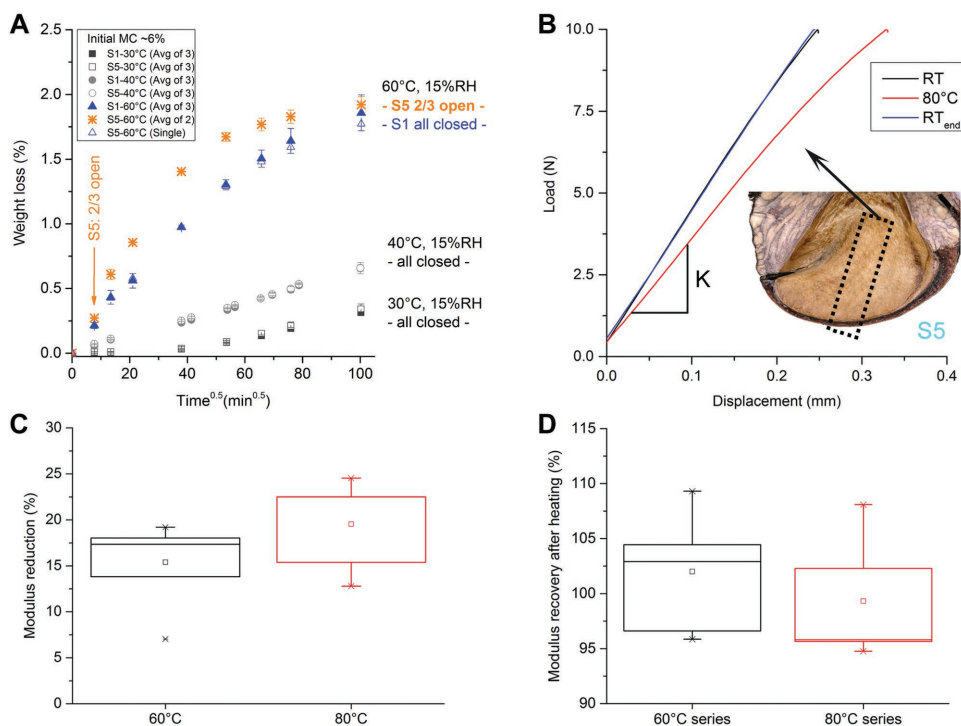 A
Weight loss (%)
2.5
2.0
1.5
1.0
0.5
0.0
Initial MC ~6%
S1-30°C (Avg of 3)
S5-30°C (Avg of 3)
S1-40°C (Avg of 3)
S5-40°C (Avg of 3)
S1-60°C (Avg of 3)
S5-60°C (Avg of 2)
S5-60°C (Single)
S5: 2/3 open
60°C, 15%RH
- S5 2/3 open -
- S1 all closed -
40°C, 15%RH
- all closed -
30°C, 15%RH
- all closed -
0 20 40 60 80 100
Time^0.5(min^0.5)
B
Load (N)
10.0
7.5
5.0
2.5
0.0
RT
80°C
RTend
K
S5
0.0 0.1 0.2 0.3 0.4
Displacement (mm)
C
Modulus reduction (%)
30
25
20
15
10
5
0
60°C 80°C
D
Modulus recovery after heating (%)
115
110
105
100
95
90
60°C series 80°C series